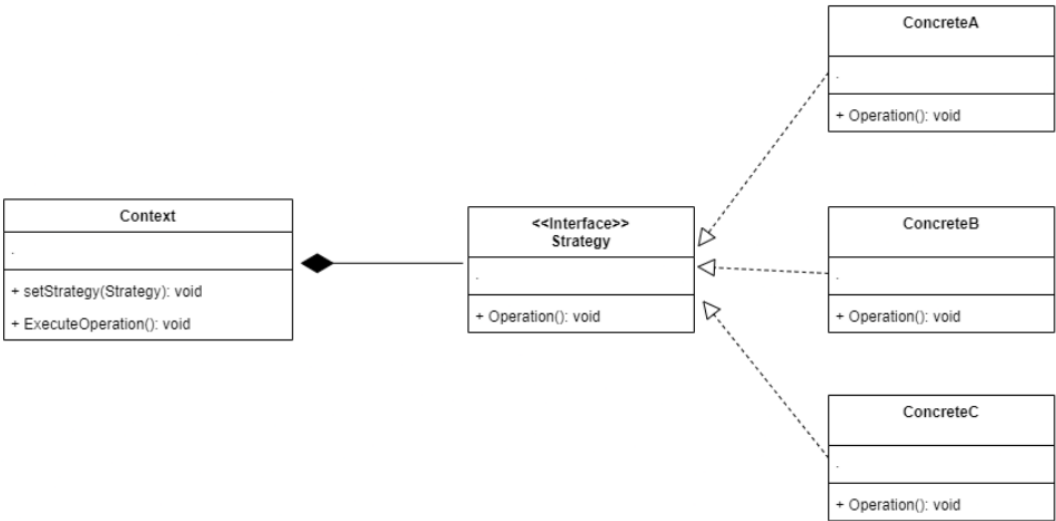 Context
.
+ setStrategy(Strategy): void
+ ExecuteOperation(): void
<<Interface>>
Strategy
.
+ Operation(): void
ConcreteA
.
+ Operation(): void
ConcreteB
.
+ Operation(): void
ConcreteC
.
+ Operation(): void